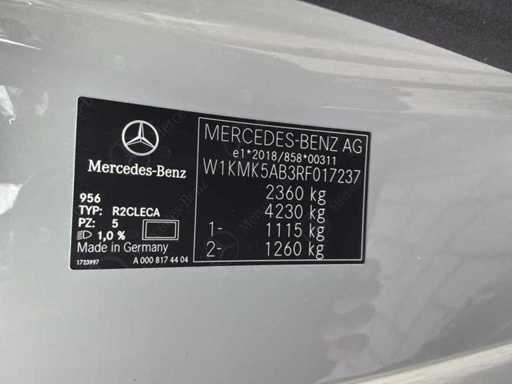 MERCEDES-BENZ AG
e1*2018/858*00311
W1KMK5AB3RF017237
2360 kg
4230 kg
1- 1115 kg
2- 1260 kg
Mercedes-Benz
956
TYP: R2CLECA
PZ: 5
1,0 %
Made in Germany
1723997 A 000 817 44 04